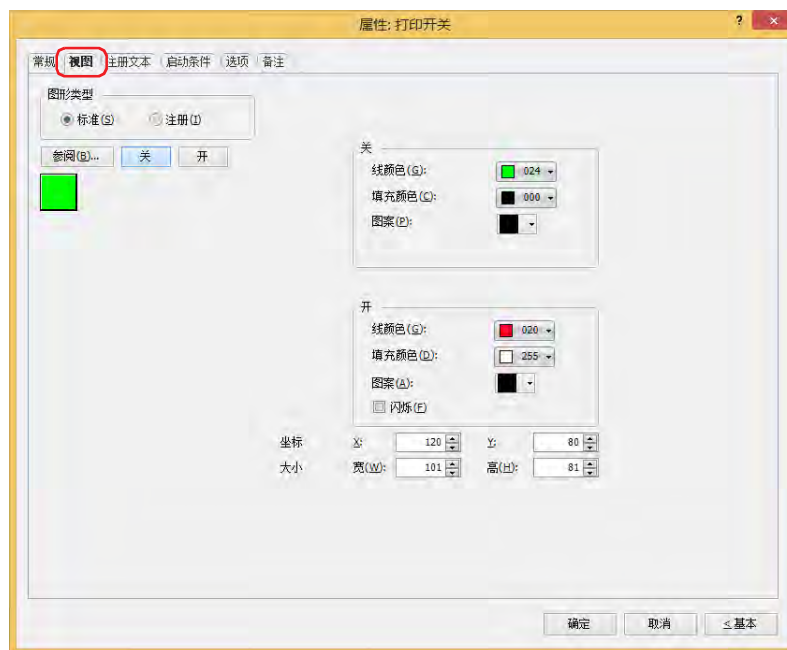 属性: 打印开关 ? ×
常规 视图 注册文本 启动条件 选项 备注
图形类型
标准(S) 注册(I)
参阅(B)... 关 开
关
线颜色(G): 024
填充颜色(C): 000
图案(P):
开
线颜色(G): 020
填充颜色(D): 255
图案(A):
闪烁(F)
坐标 X: 120 Y: 80
大小 宽(W): 101 高(H): 81
确定 取消 <基本